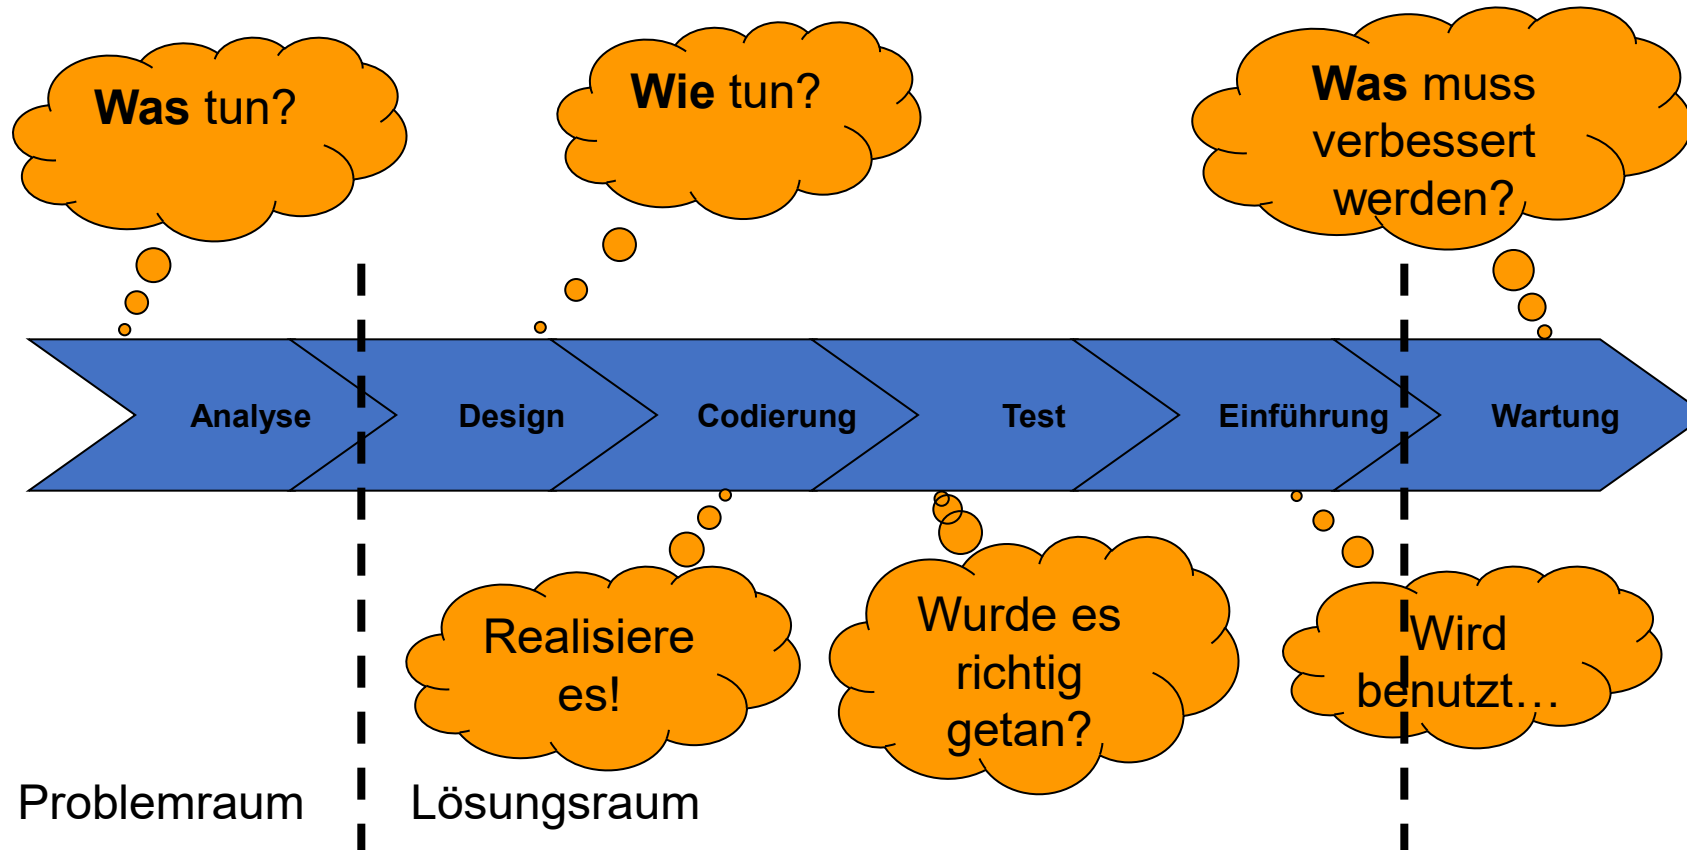 Was tun?
Wie tun?
Was muss
verbessert
werden?
Analyse
Design
Codierung
Test
Einführung
Wartung
Realisiere
es!
Wurde es
richtig
getan?
Wird
benutzt…
Problemraum
Lösungsraum